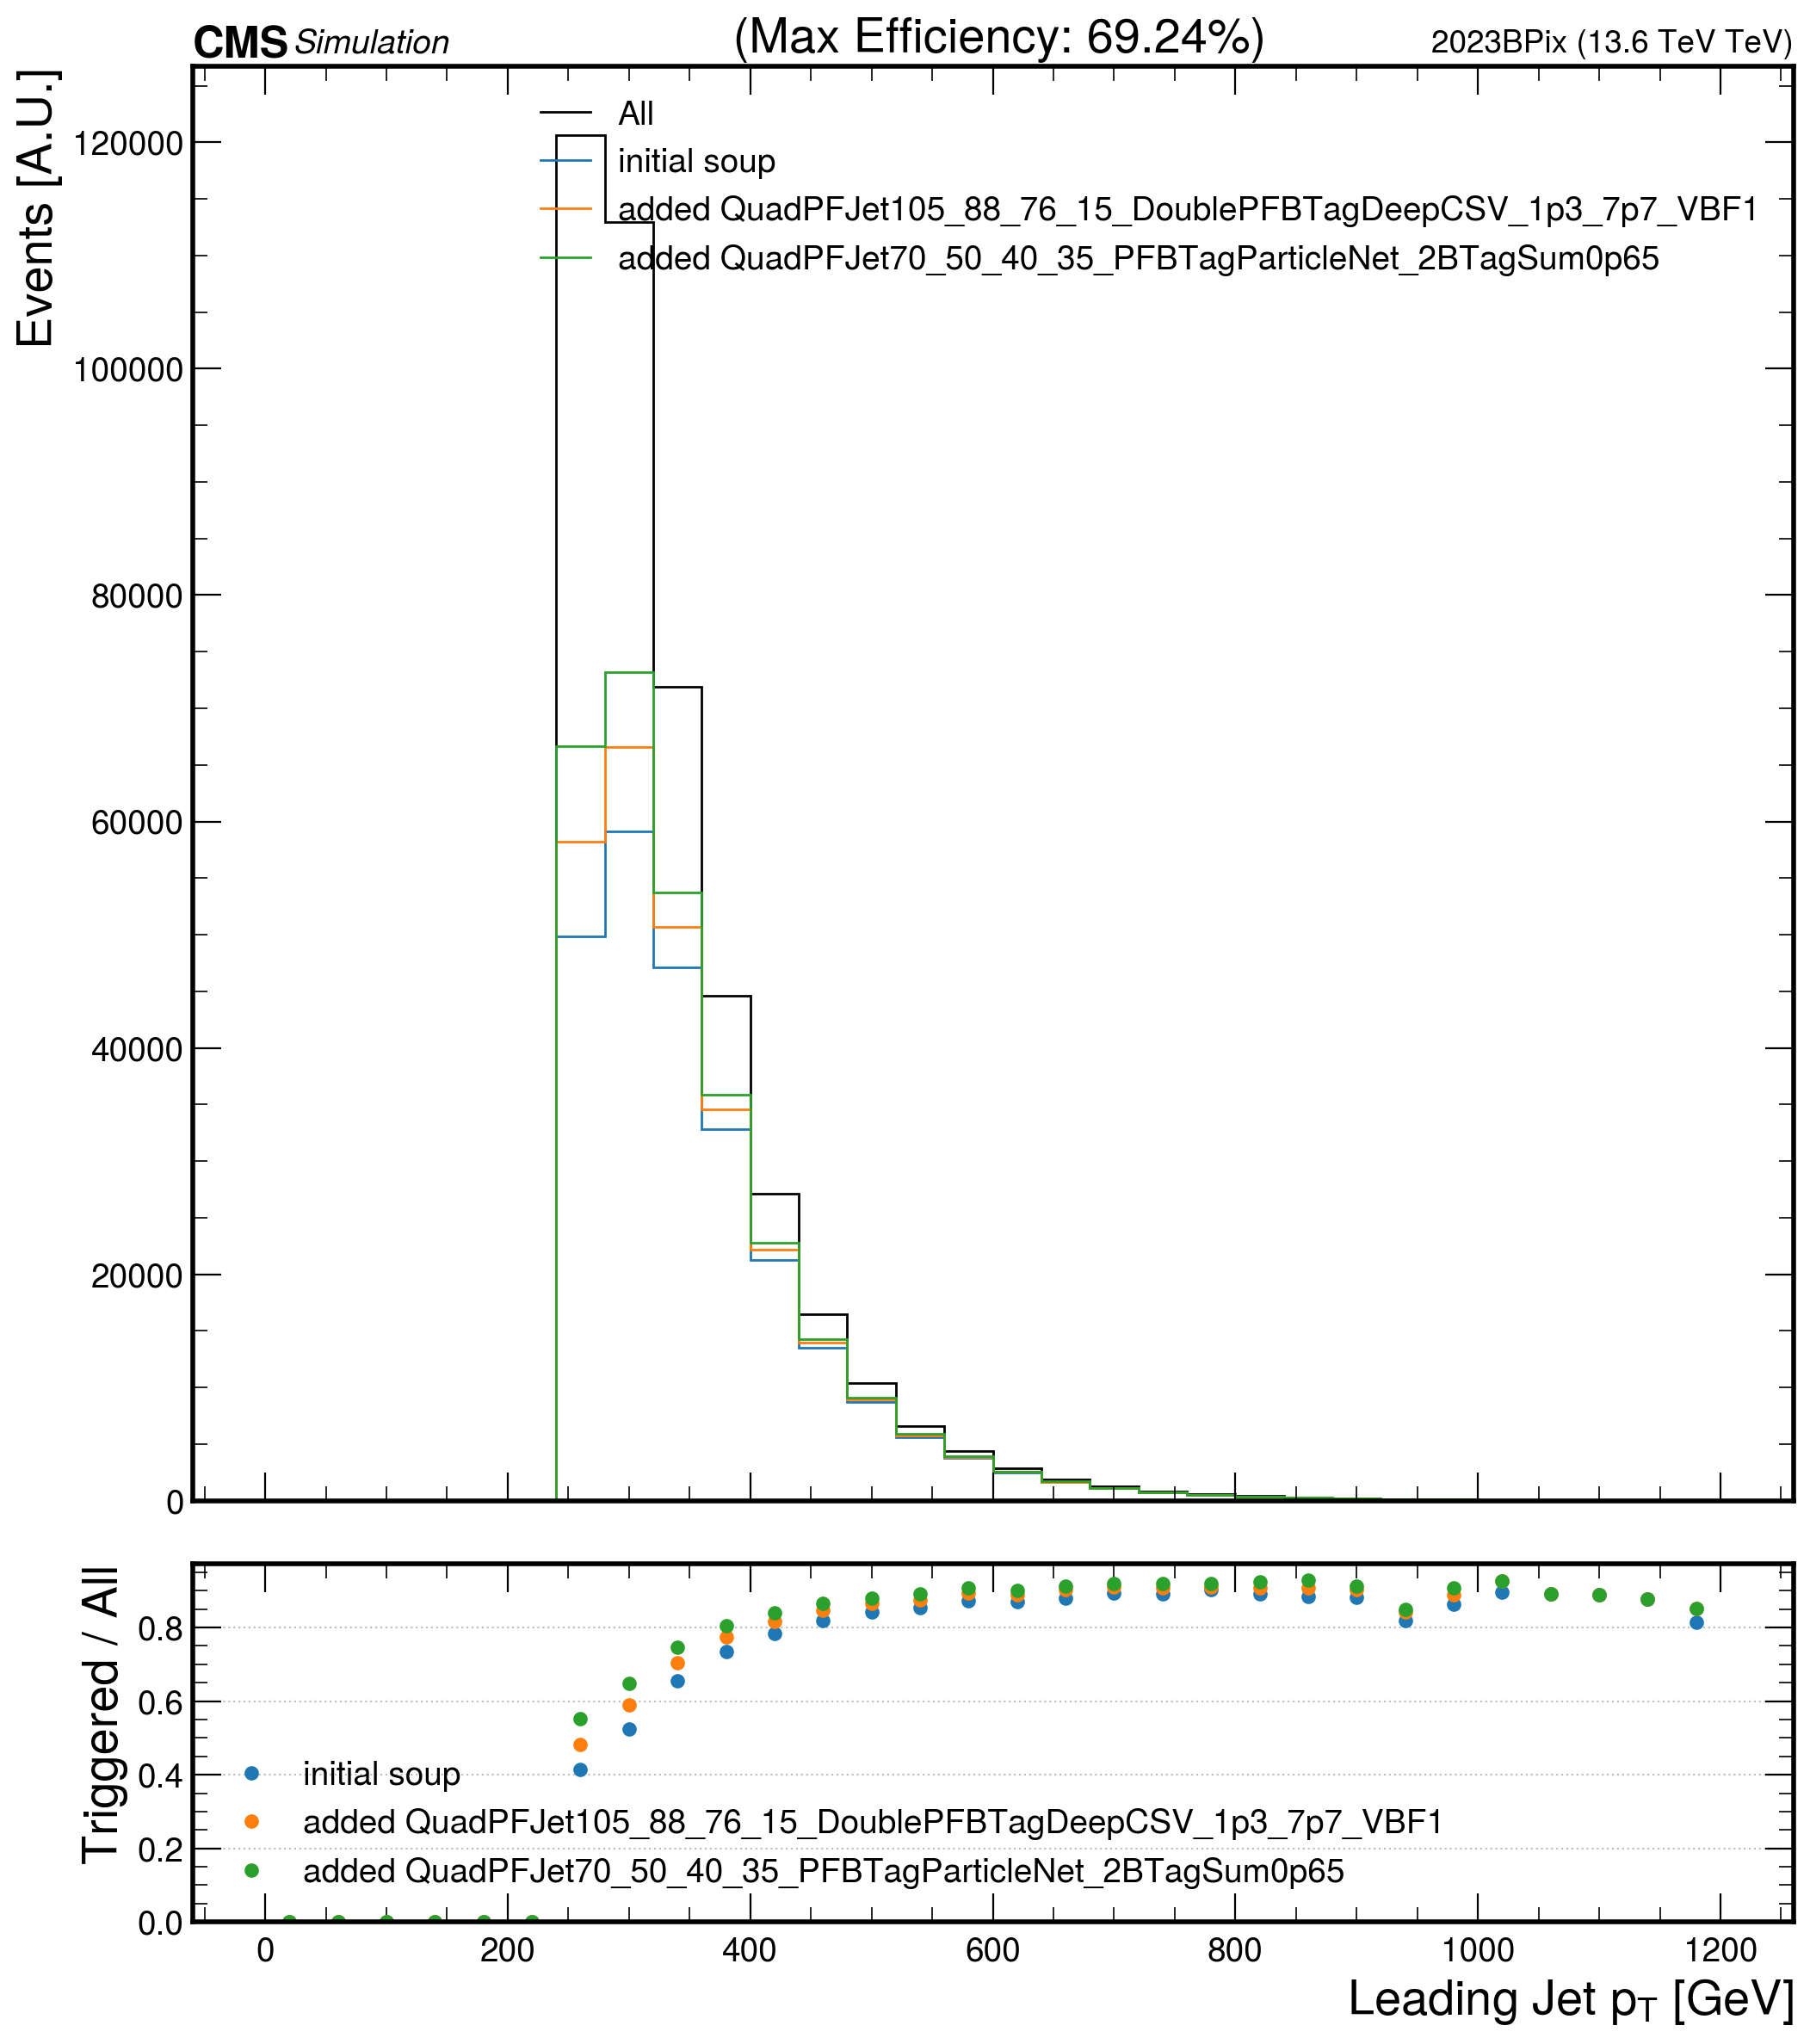 CMS Simulation (Max Efficiency: 69.24%) 2023BPix (13.6 TeV TeV)
Events [A.U.]
120000
100000
80000
60000
40000
20000
0
All
initial soup
added QuadPFJet105_88_76_15_DoublePFBTagDeepCSV_1p3_7p7_VBF1
added QuadPFJet70_50_40_35_PFBTagParticleNet_2BTagSum0p65
Triggered / All
0.8
0.6
0.4
0.2
0.0
initial soup
added QuadPFJet105_88_76_15_DoublePFBTagDeepCSV_1p3_7p7_VBF1
added QuadPFJet70_50_40_35_PFBTagParticleNet_2BTagSum0p65
0 200 400 600 800 1000 1200
Leading Jet pT [GeV]